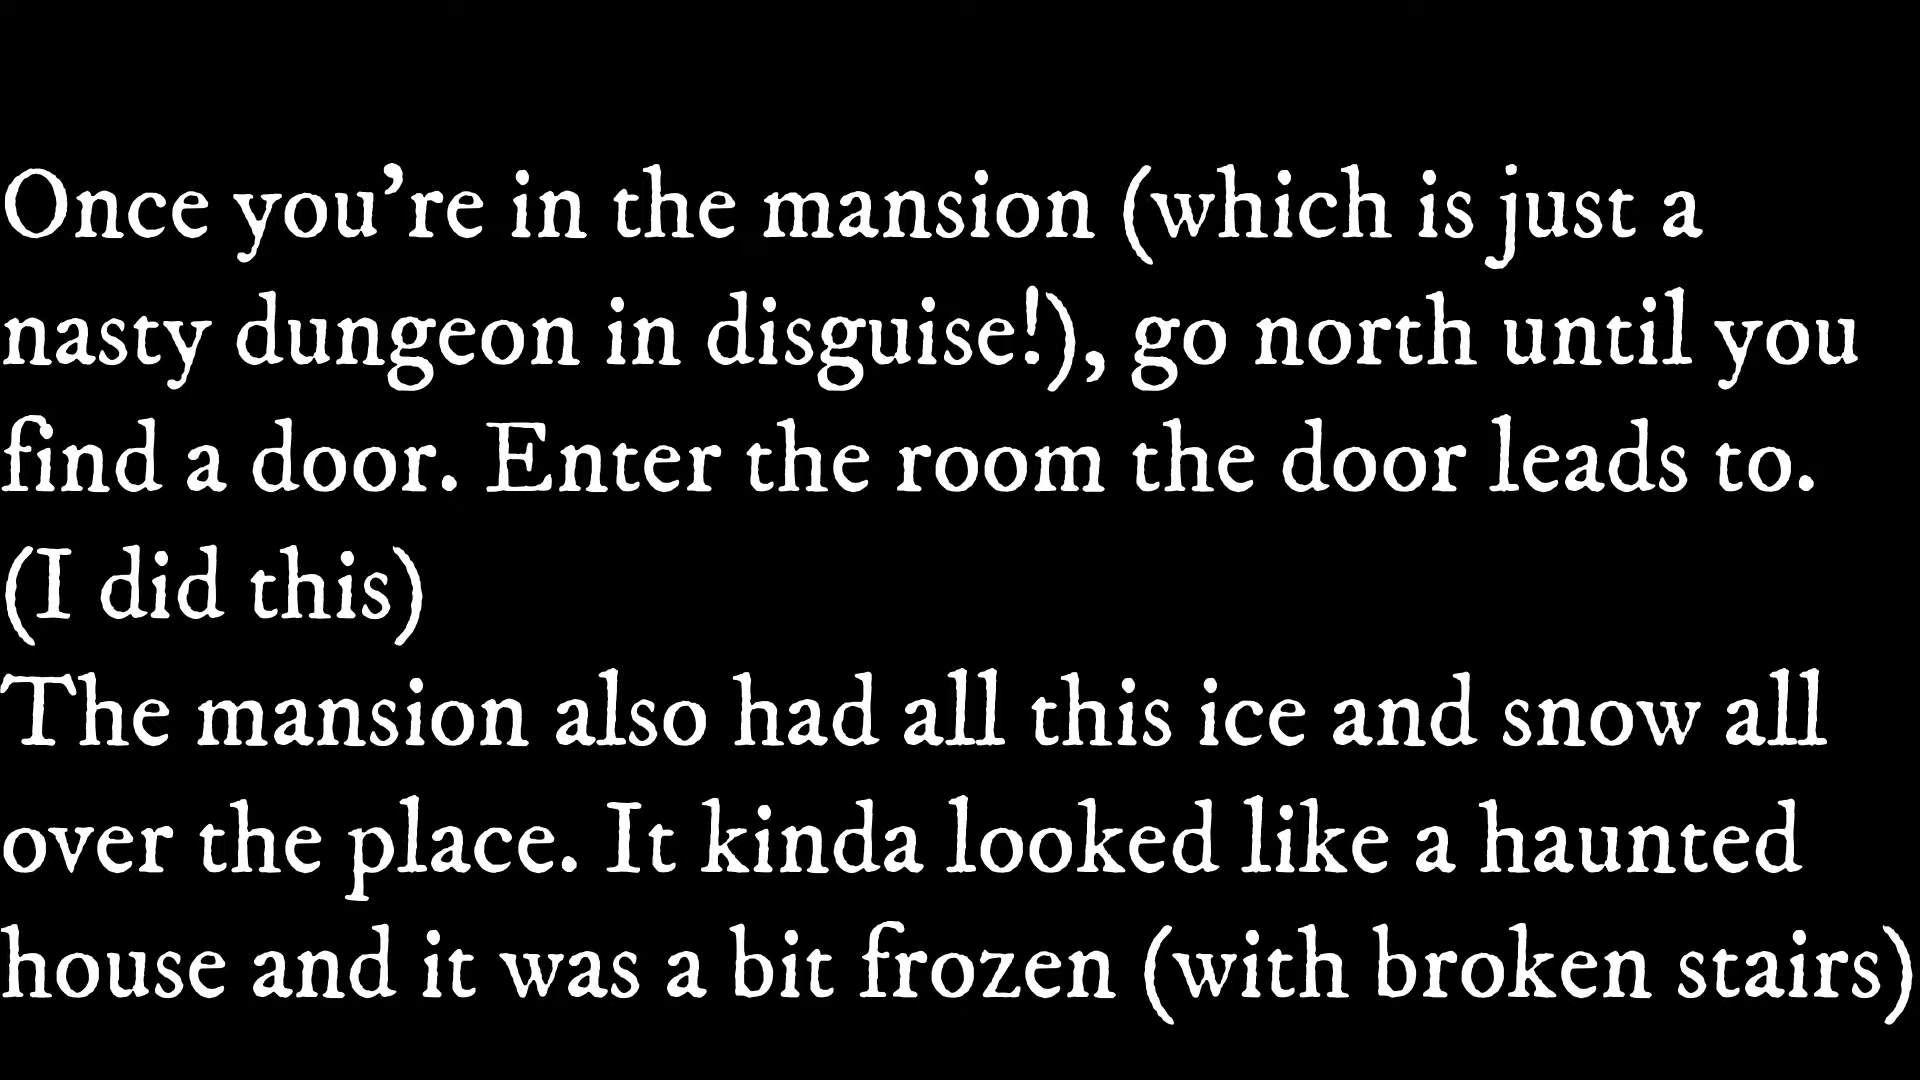 Once you’re in the mansion (which is just a
nasty dungeon in disguise!), go north until you
find a door. Enter the room the door leads to.
(I did this)
The mansion also had all this ice and snow all
over the place. It kinda looked like a haunted
house and it was a bit frozen (with broken stairs)